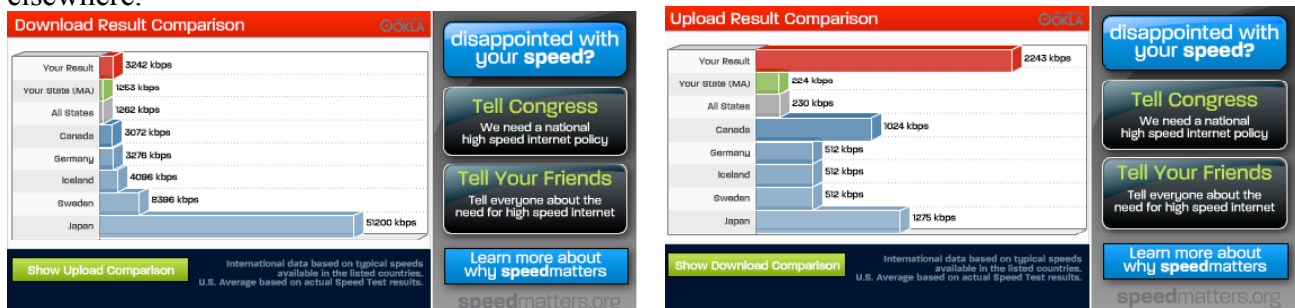 elsewhere.
Download Result Comparison
OOKLA
Your Result 3242 kbps
Your State (MA) 1253 kbps
All States 1262 kbps
Canada 3072 kbps
Germany 3276 kbps
Iceland 4096 kbps
Sweden 8396 kbps
Japan 51200 kbps
Show Upload Comparison
International data based on typical speeds
available in the listed countries.
U.S. Average based on actual Speed Test results.
disappointed with
your speed?
Tell Congress
We need a national
high speed internet policy
Tell Your Friends
Tell everyone about the
need for high speed internet
Learn more about
why speedmatters
speedmatters.org
Upload Result Comparison
OOKLA
Your Result 2243 kbps
Your State (MA) 224 kbps
All States 230 kbps
Canada 1024 kbps
Germany 512 kbps
Iceland 512 kbps
Sweden 512 kbps
Japan 1275 kbps
Show Download Comparison
International data based on typical speeds
available in the listed countries.
U.S. Average based on actual Speed Test results.
disappointed with
your speed?
Tell Congress
We need a national
high speed internet policy
Tell Your Friends
Tell everyone about the
need for high speed internet
Learn more about
why speedmatters
speedmatters.org